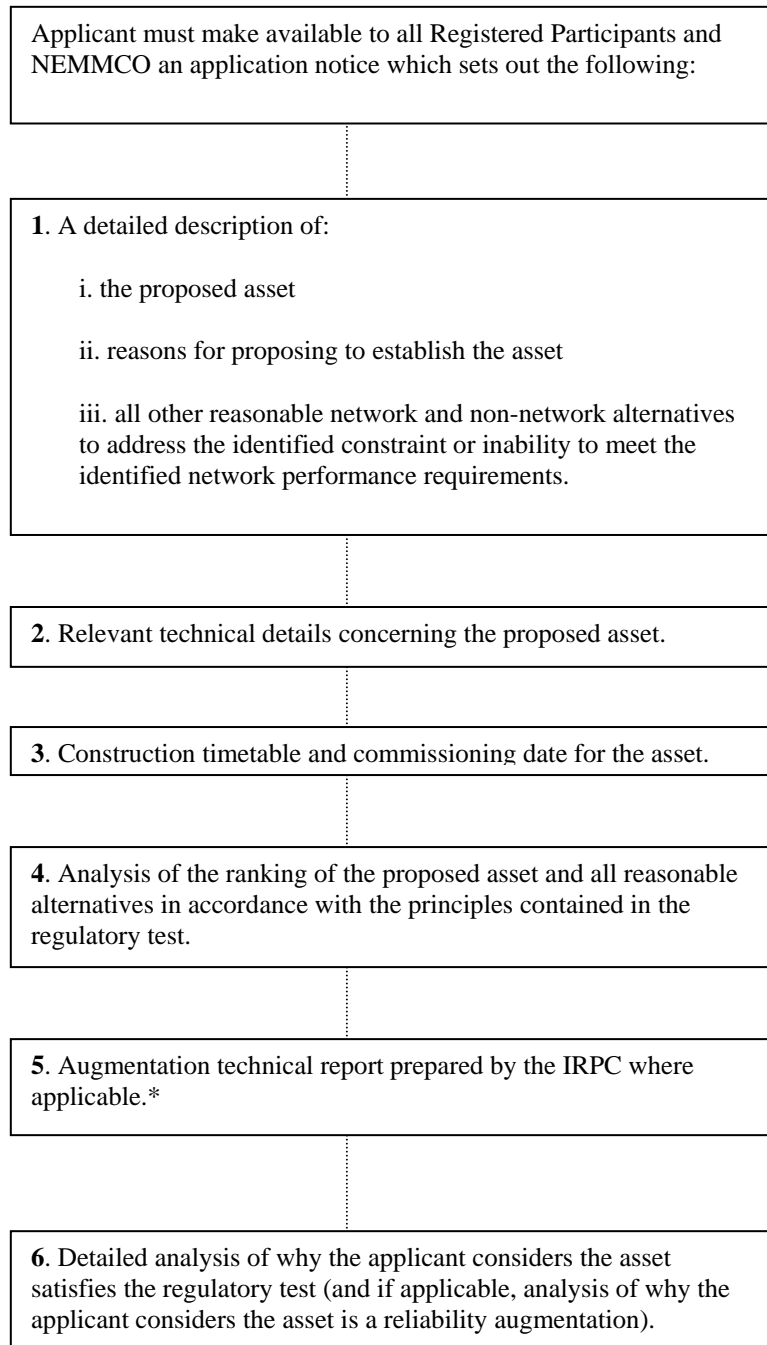 Applicant must make available to all Registered Participants and
NEMMCO an application notice which sets out the following:
1. A detailed description of:
i. the proposed asset
ii. reasons for proposing to establish the asset
iii. all other reasonable network and non-network alternatives
to address the identified constraint or inability to meet the
identified network performance requirements.
2. Relevant technical details concerning the proposed asset.
3. Construction timetable and commissioning date for the asset.
4. Analysis of the ranking of the proposed asset and all reasonable
alternatives in accordance with the principles contained in the
regulatory test.
5. Augmentation technical report prepared by the IRPC where
applicable.*
6. Detailed analysis of why the applicant considers the asset
satisfies the regulatory test (and if applicable, analysis of why the
applicant considers the asset is a reliability augmentation).